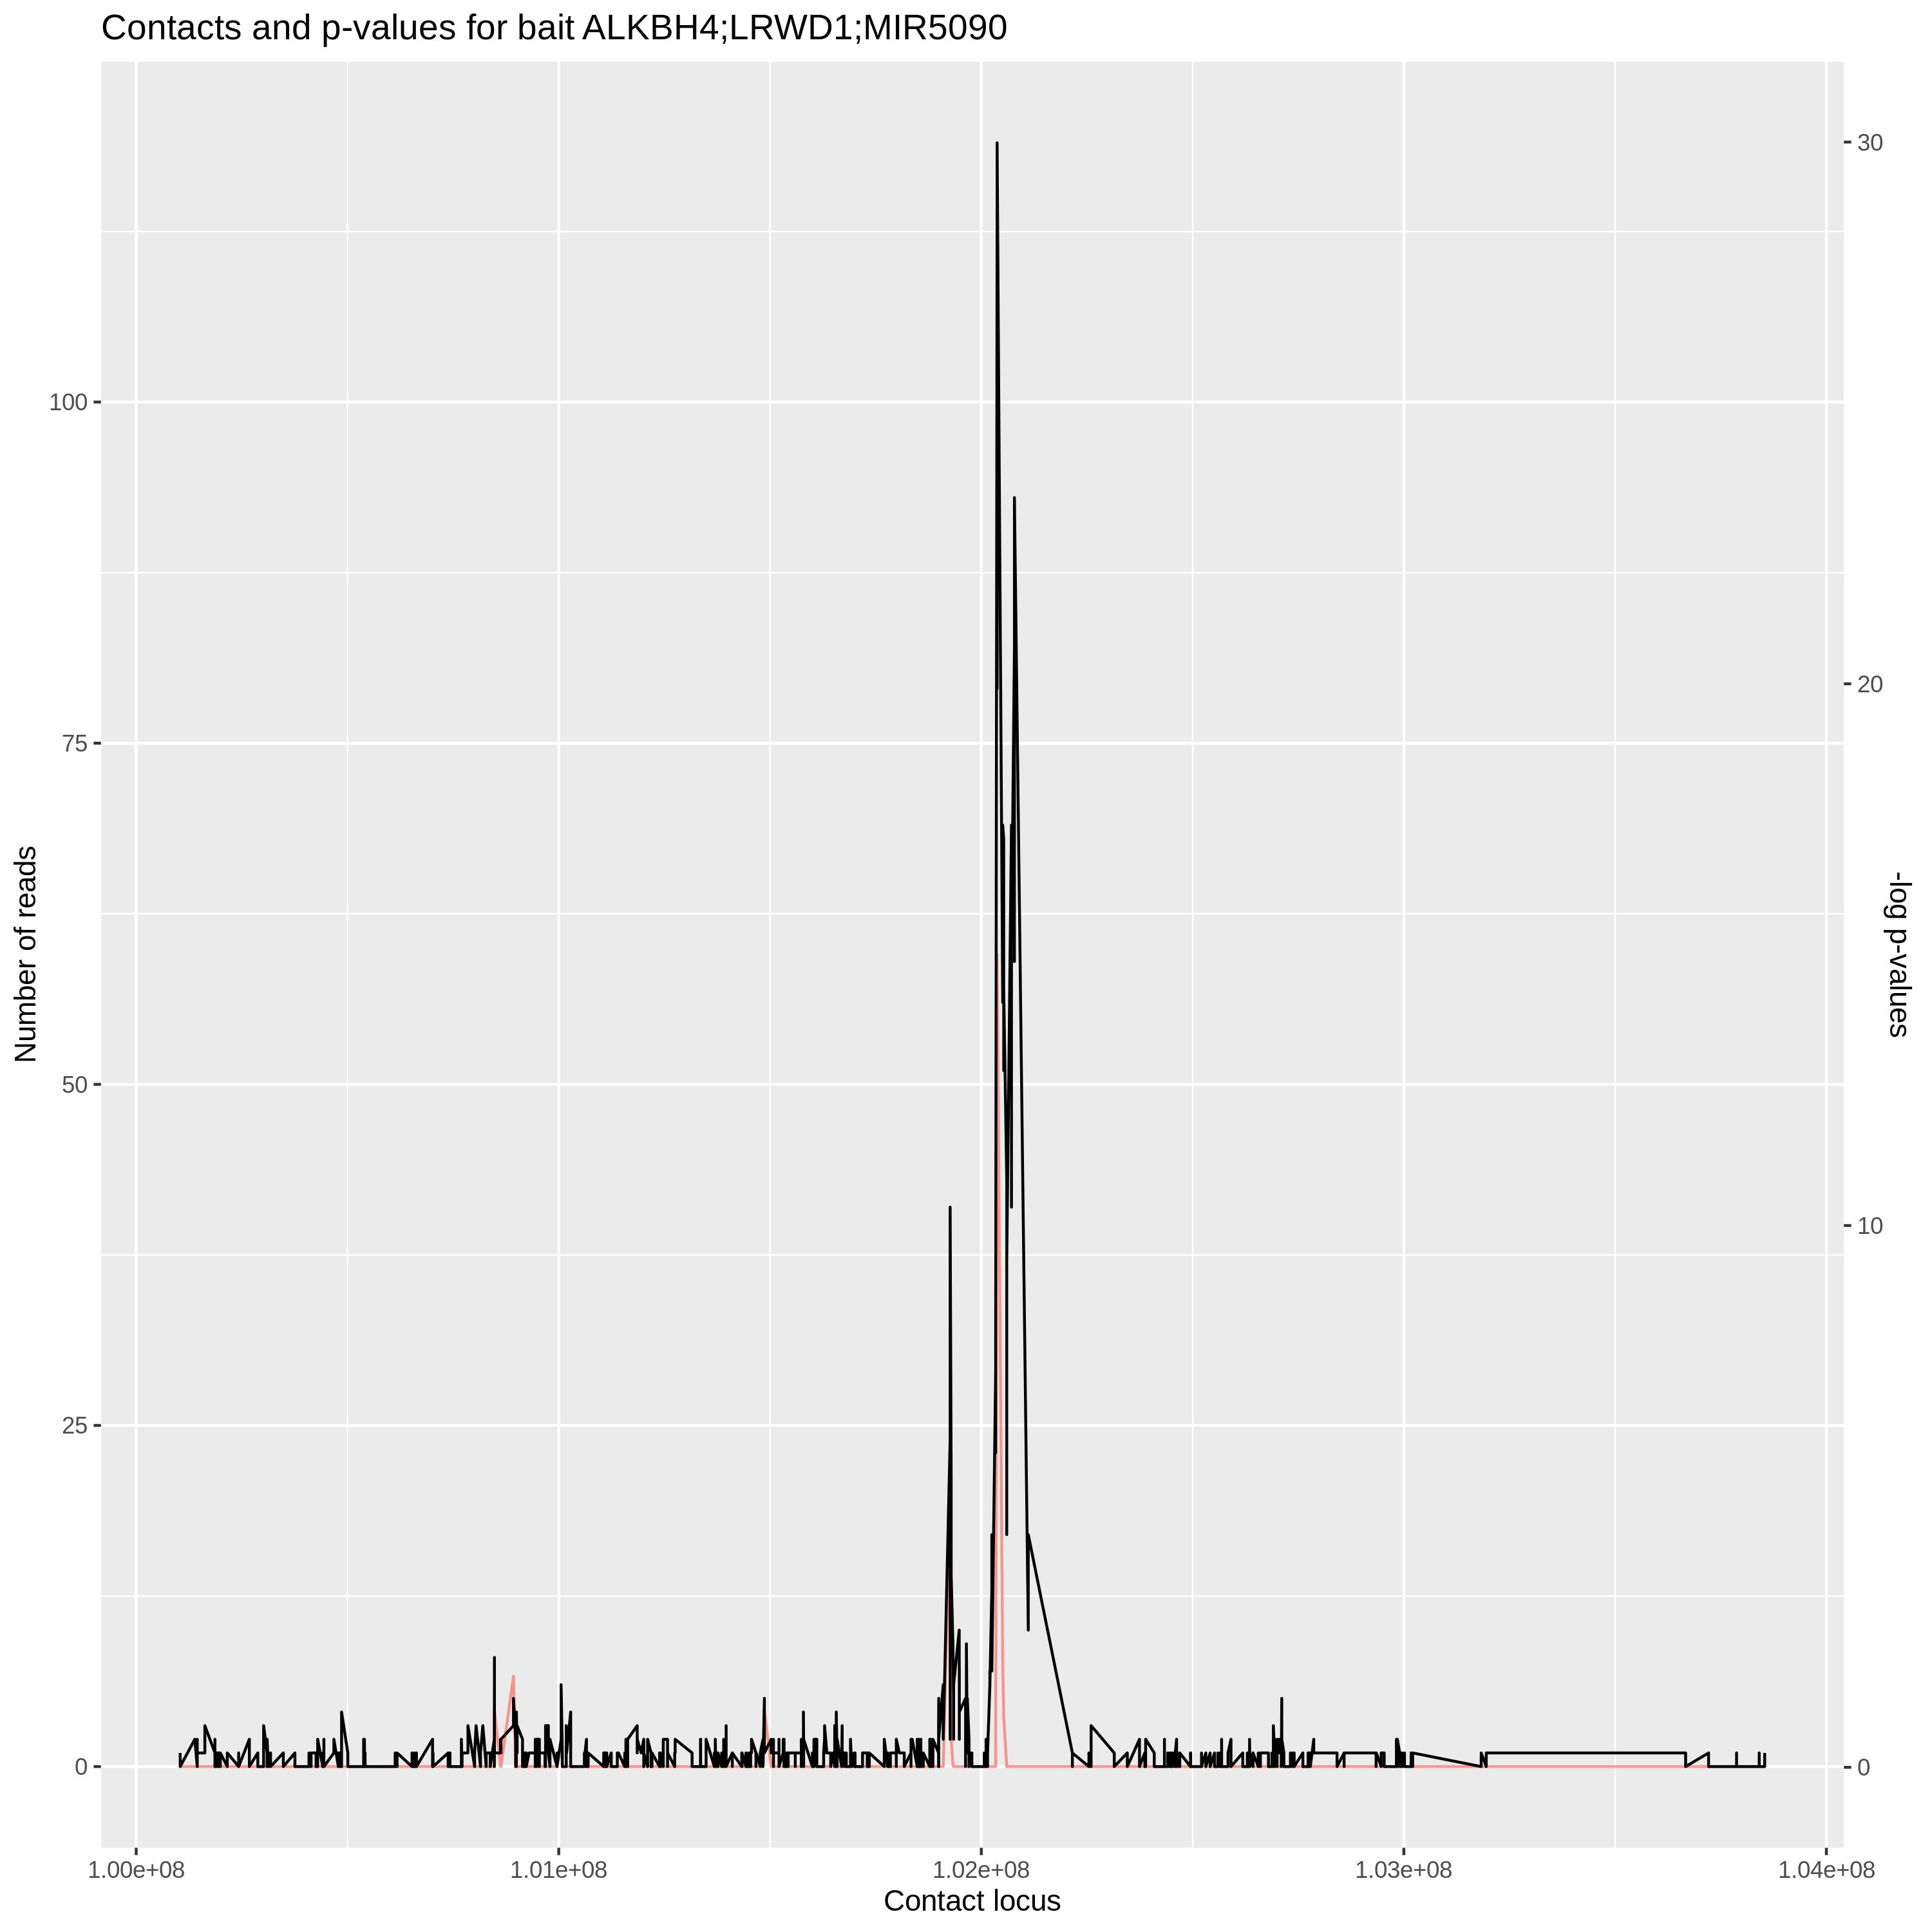 Contacts and p-values for bait ALKBH4;LRWD1;MIR5090
Number of reads
100
75
50
25
0
30
20
10
0
-log p-values
1.00e+08
1.01e+08
1.02e+08
1.03e+08
1.04e+08
Contact locus